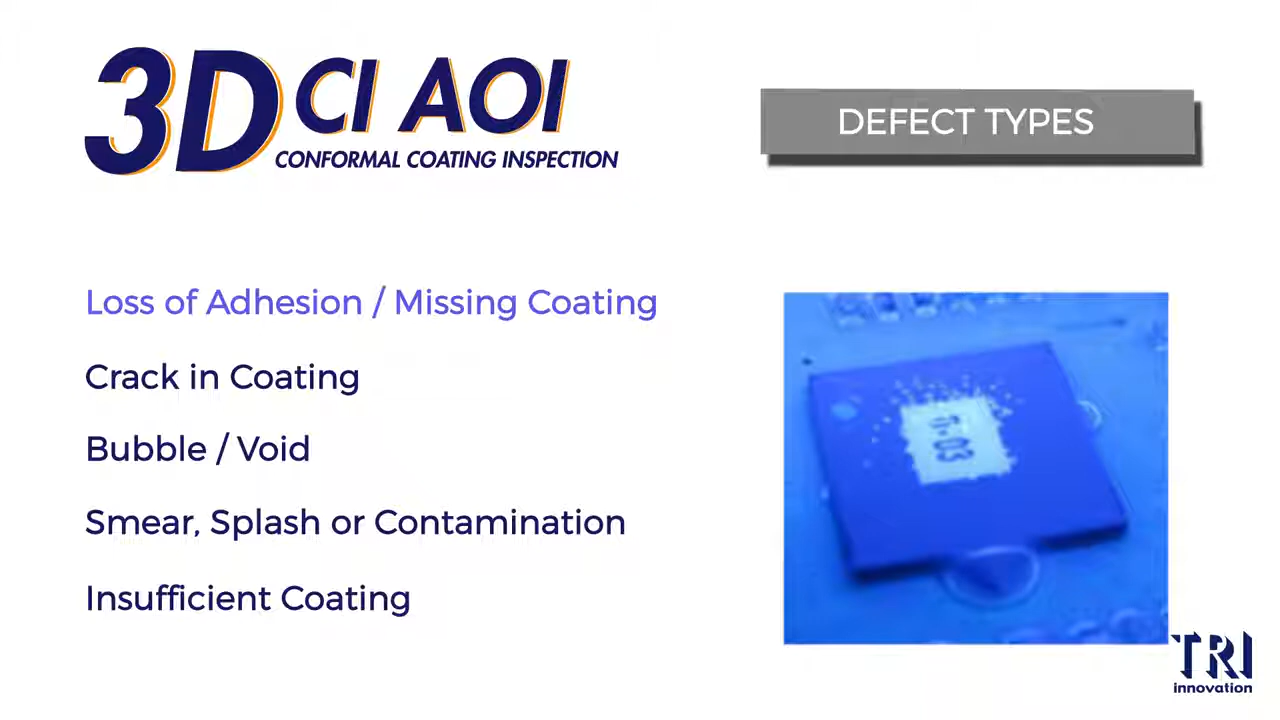 3D CI AOI
CONFORMAL COATING INSPECTION
DEFECT TYPES
Loss of Adhesion / Missing Coating
Crack in Coating
Bubble / Void
Smear, Splash or Contamination
Insufficient Coating
TRI
innovation